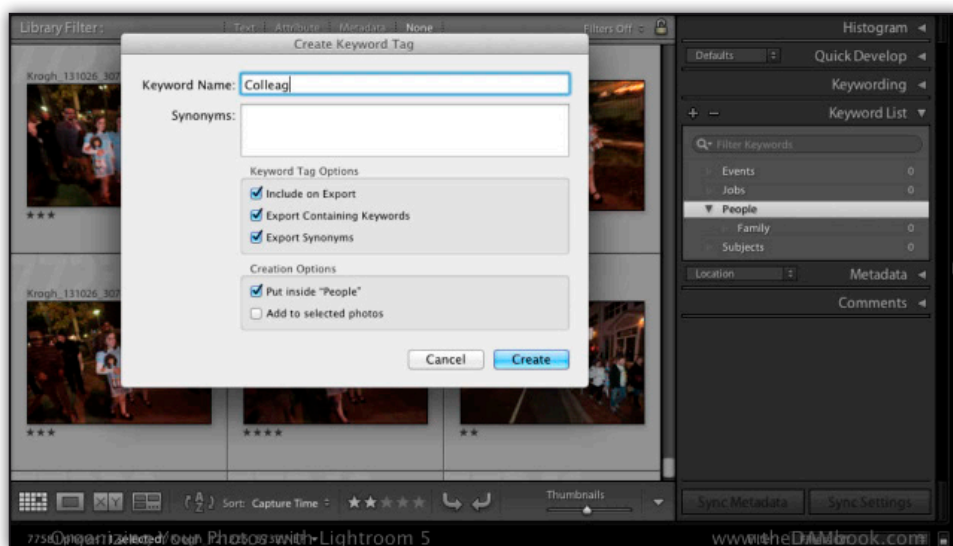 Library Filter :
Text Attribute Metadata None
Filters Off
Histogram
Create Keyword Tag
Defaults
Quick Develop
Keyword Name: Colleag
Krogh_131026_307
Keywording
Synonyms:
Keyword List
Filter Keywords
Keyword Tag Options
Events 0
Include on Export
Jobs 0
Export Containing Keywords
People
Family 0
Export Synonyms
Subjects 0
Creation Options
Location
Metadata
Put inside "People"
Krogh_131026_307
Comments
Add to selected photos
Cancel
Create
X Y
Sort: Capture Time
Thumbnails
Sync Metadata
Sync Settings
Organizing Your Photos with Lightroom 5
www.theDAMbook.com